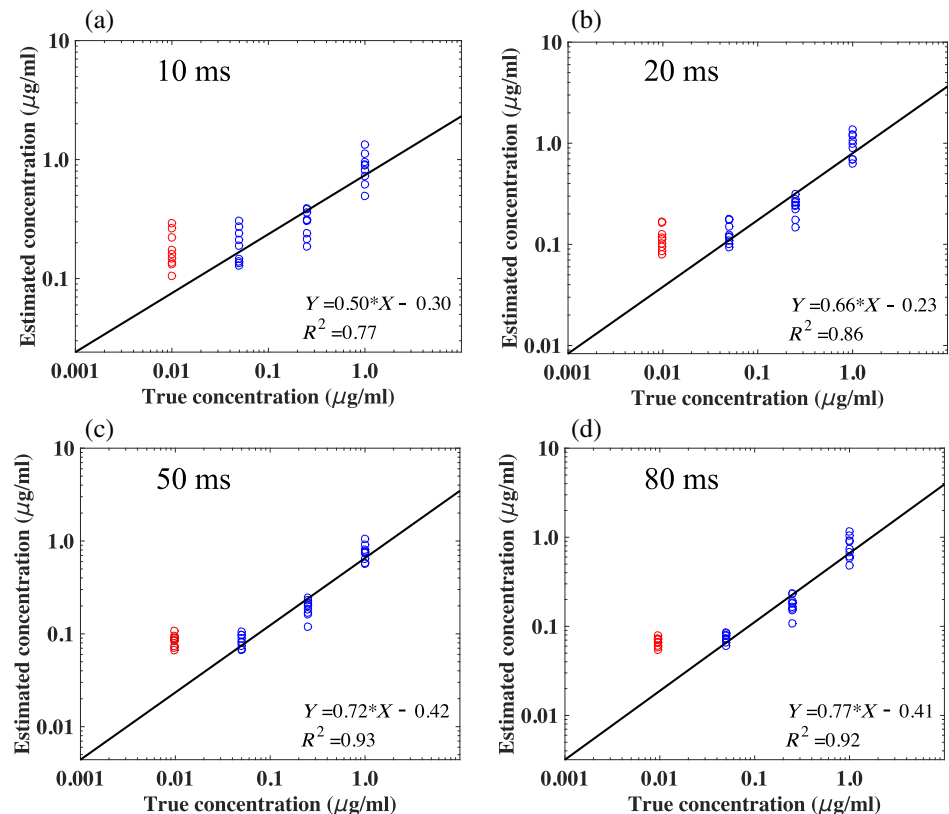 (a)
10 ms
10
1.0
0.1
Estimated concentration (µg/ml)
Y=0.50*X − 0.30
R²=0.77
0.001 0.01 0.1 1.0
True concentration (µg/ml)
(b)
20 ms
10
1.0
0.1
0.01
Estimated concentration (µg/ml)
Y=0.66*X − 0.23
R²=0.86
0.001 0.01 0.1 1.0
True concentration (µg/ml)
(c)
50 ms
10
1.0
0.1
0.01
Estimated concentration (µg/ml)
Y=0.72*X − 0.42
R²=0.93
0.001 0.01 0.1 1.0
True concentration (µg/ml)
(d)
80 ms
10
1.0
0.1
0.01
Estimated concentration (µg/ml)
Y=0.77*X − 0.41
R²=0.92
0.001 0.01 0.1 1.0
True concentration (µg/ml)